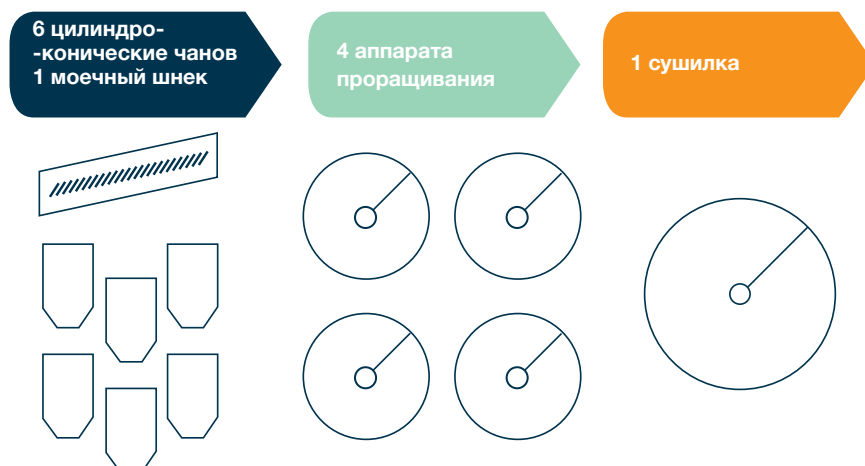 6 цилиндро-
-конические чанов
1 моечный шнек
4 аппарата
проращивания
1 сушилка